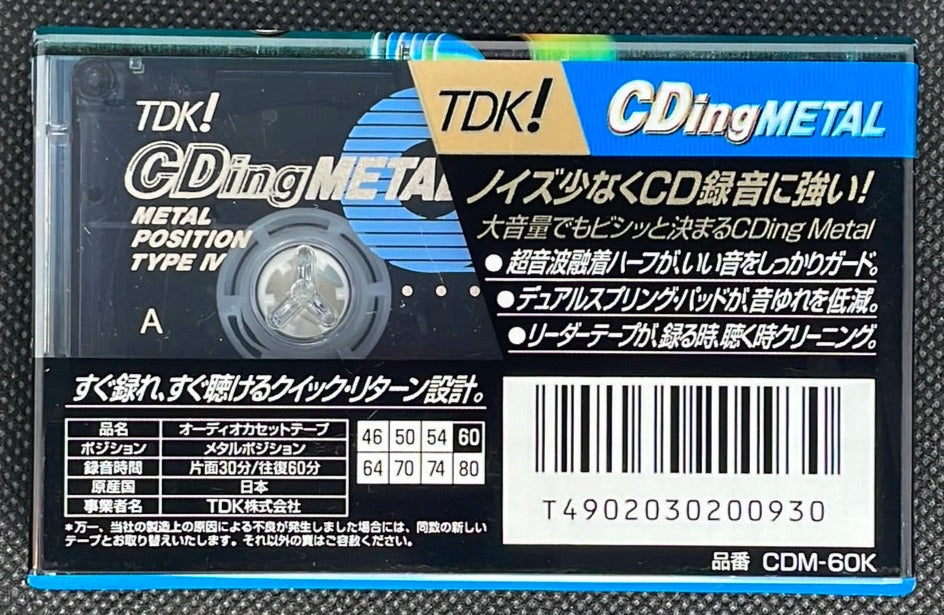 TDK!
CDingMETAL
METAL
POSITION
TYPE IV
A
TDK!
CDingMETAL
ノイズ少なくCD録音に強い!
大音量でもビシッと決まるCDing Metal
●超音波融着ハーフが、いい音をしっかりガード。
●デュアルスプリング・パッドが、音ゆれを低減。
●リーダーテープが、録る時、聴く時クリーニング。
すぐ録れ、すぐ聴けるクイック・リターン設計。
品名 オーディオカセットテープ
ポジション メタルポジション
録音時間 片面30分/往復60分
原産国 日本
事業者名 TDK株式会社
46 50 54 60
64 70 74 80
*万一、当社の製造上の原因による不良が発生しました場合には、同数の新しい
テープとお取り替えいたします。それ以外の責はご容赦ください。
T4902030200930
品番 CDM-60K